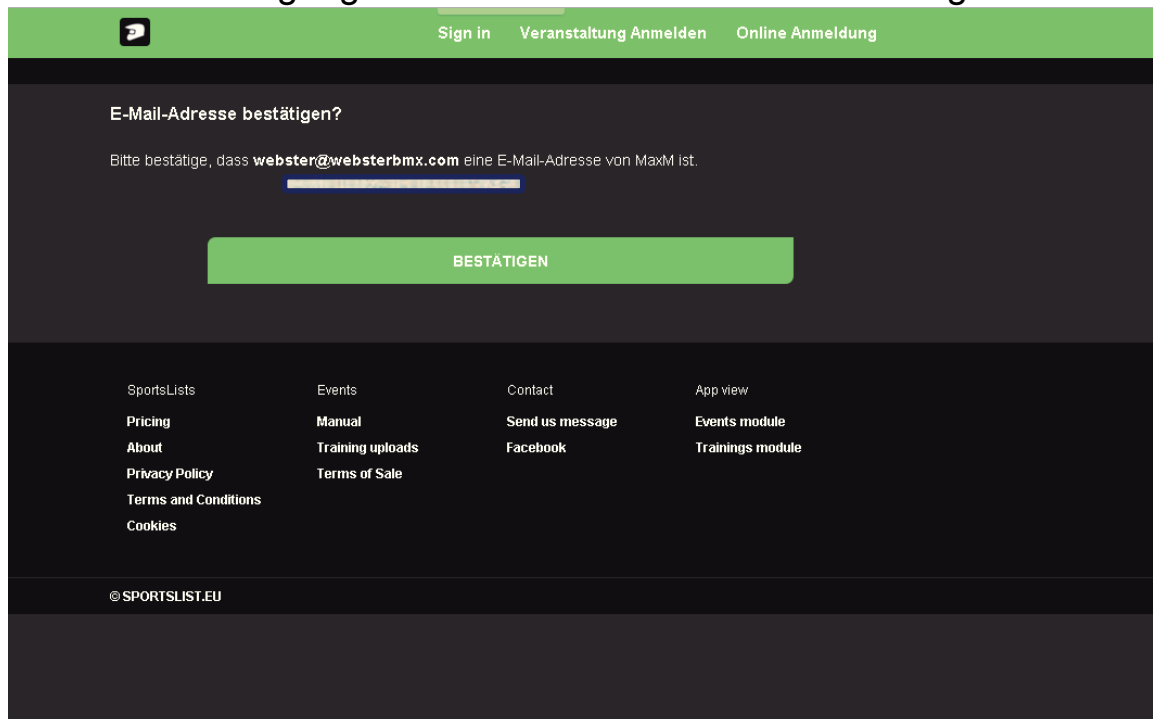 Sign in Veranstaltung Anmelden Online Anmeldung
E-Mail-Adresse bestätigen?
Bitte bestätige, dass webster@websterbmx.com eine E-Mail-Adresse von MaxM ist.
BESTÄTIGEN
SportsLists Events Contact App view
Pricing Manual Send us message Events module
About Training uploads Facebook Trainings module
Privacy Policy Terms of Sale
Terms and Conditions
Cookies
© SPORTSLIST.EU